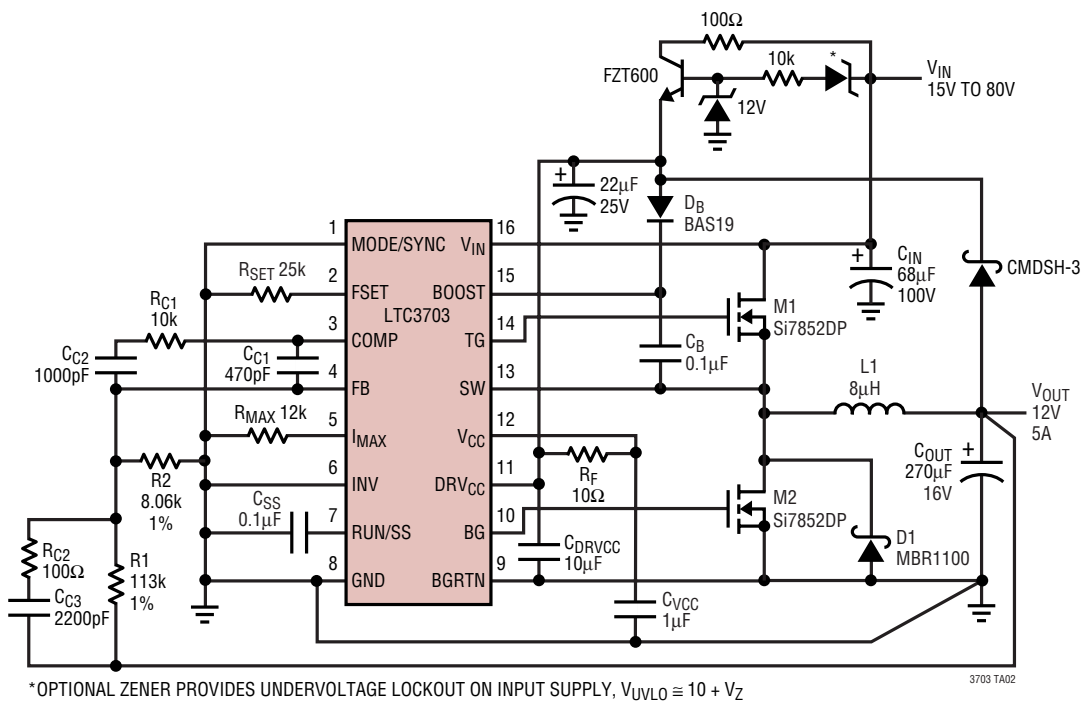 100Ω
10k
*
FZT600
12V
V_IN
15V TO 80V
+
22µF
25V
D_B
BAS19
1
MODE/SYNC
V_IN
16
R_SET 25k
2
FSET
BOOST
15
LTC3703
R_C1
10k
3
COMP
TG
14
C_C2
1000pF
C_C1
470pF
4
FB
SW
13
R_MAX 12k
5
I_MAX
V_CC
12
R2
8.06k
1%
6
INV
DRV_CC
11
C_SS
0.1µF
7
RUN/SS
BG
10
8
GND
BGRTN
9
R_C2
100Ω
C_C3
2200pF
R1
113k
1%
+
C_IN
68µF
100V
CMDSH-3
M1
Si7852DP
C_B
0.1µF
L1
8µH
V_OUT
12V
5A
R_F
10Ω
C_OUT
270µF
16V
+
M2
Si7852DP
D1
MBR1100
C_DRVCC
10µF
C_VCC
1µF
3703 TA02
*OPTIONAL ZENER PROVIDES UNDERVOLTAGE LOCKOUT ON INPUT SUPPLY, V_UVLO ≅ 10 + V_Z